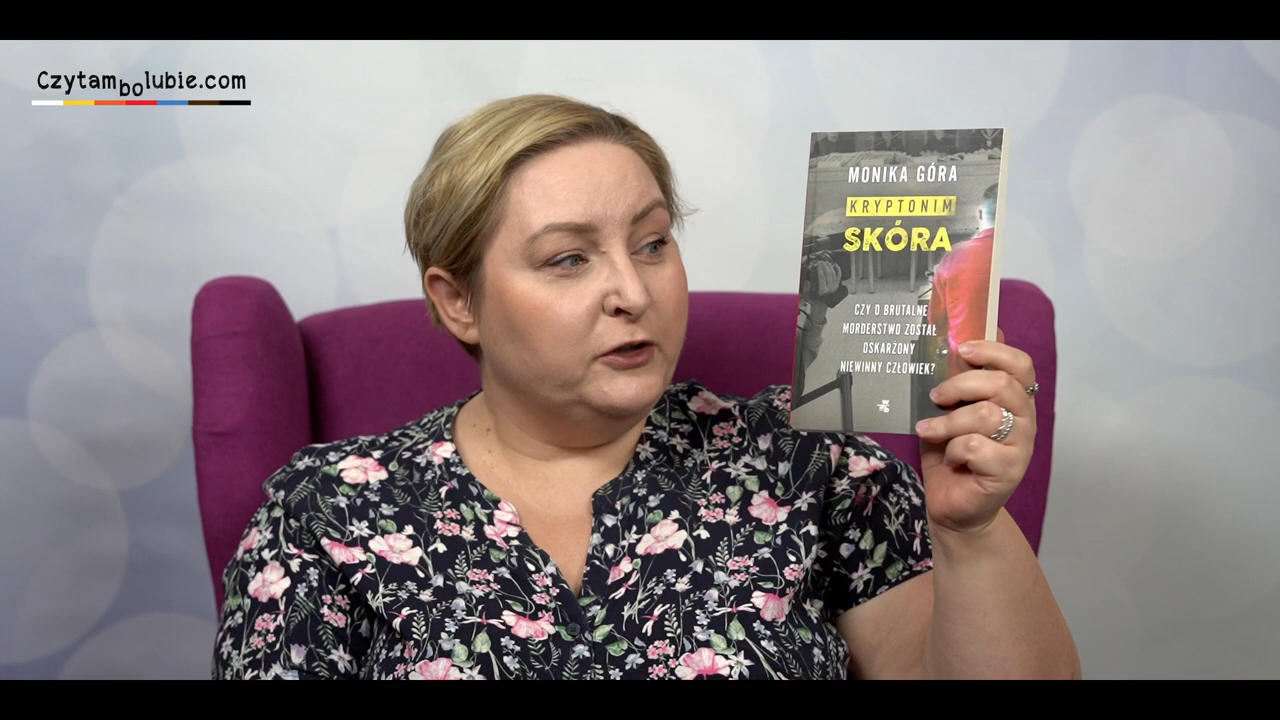 Czytambolubie.com
MONIKA GÓRA
KRYPTONIM
SKÓRA
CZY O BRUTALNE
MORDERSTWO ZOSTAŁ
OSKARŻONY
NIEWINNY CZŁOWIEK?